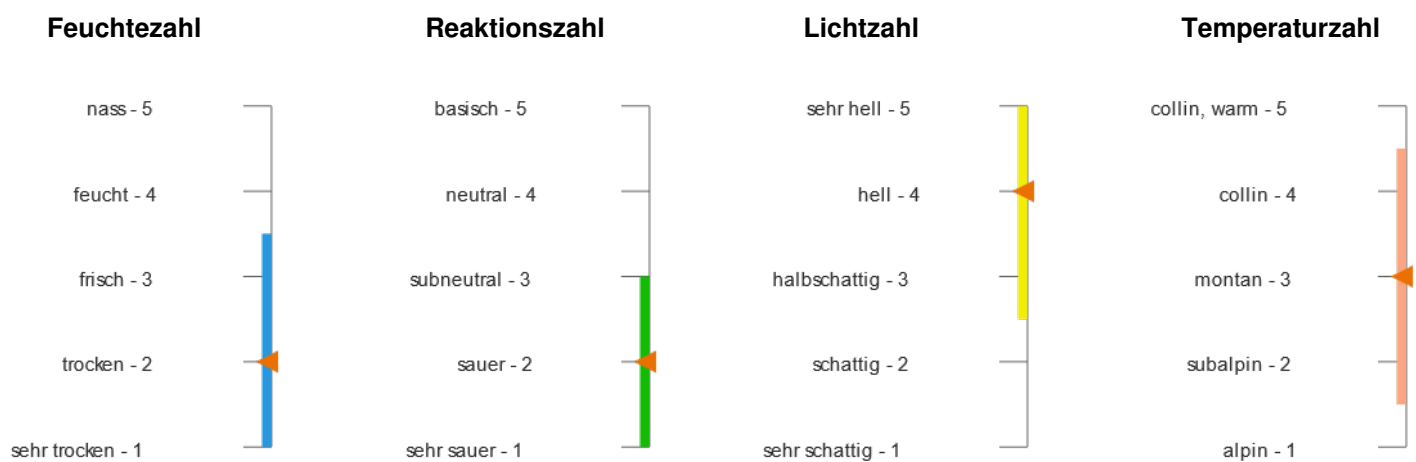 Feuchtezahl
nass - 5
feucht - 4
frisch - 3
trocken - 2
sehr trocken - 1
Reaktionszahl
basisch - 5
neutral - 4
subneutral - 3
sauer - 2
sehr sauer - 1
Lichtzahl
sehr hell - 5
hell - 4
halbschattig - 3
schattig - 2
sehr schattig - 1
Temperaturzahl
collin, warm - 5
collin - 4
montan - 3
subalpin - 2
alpin - 1